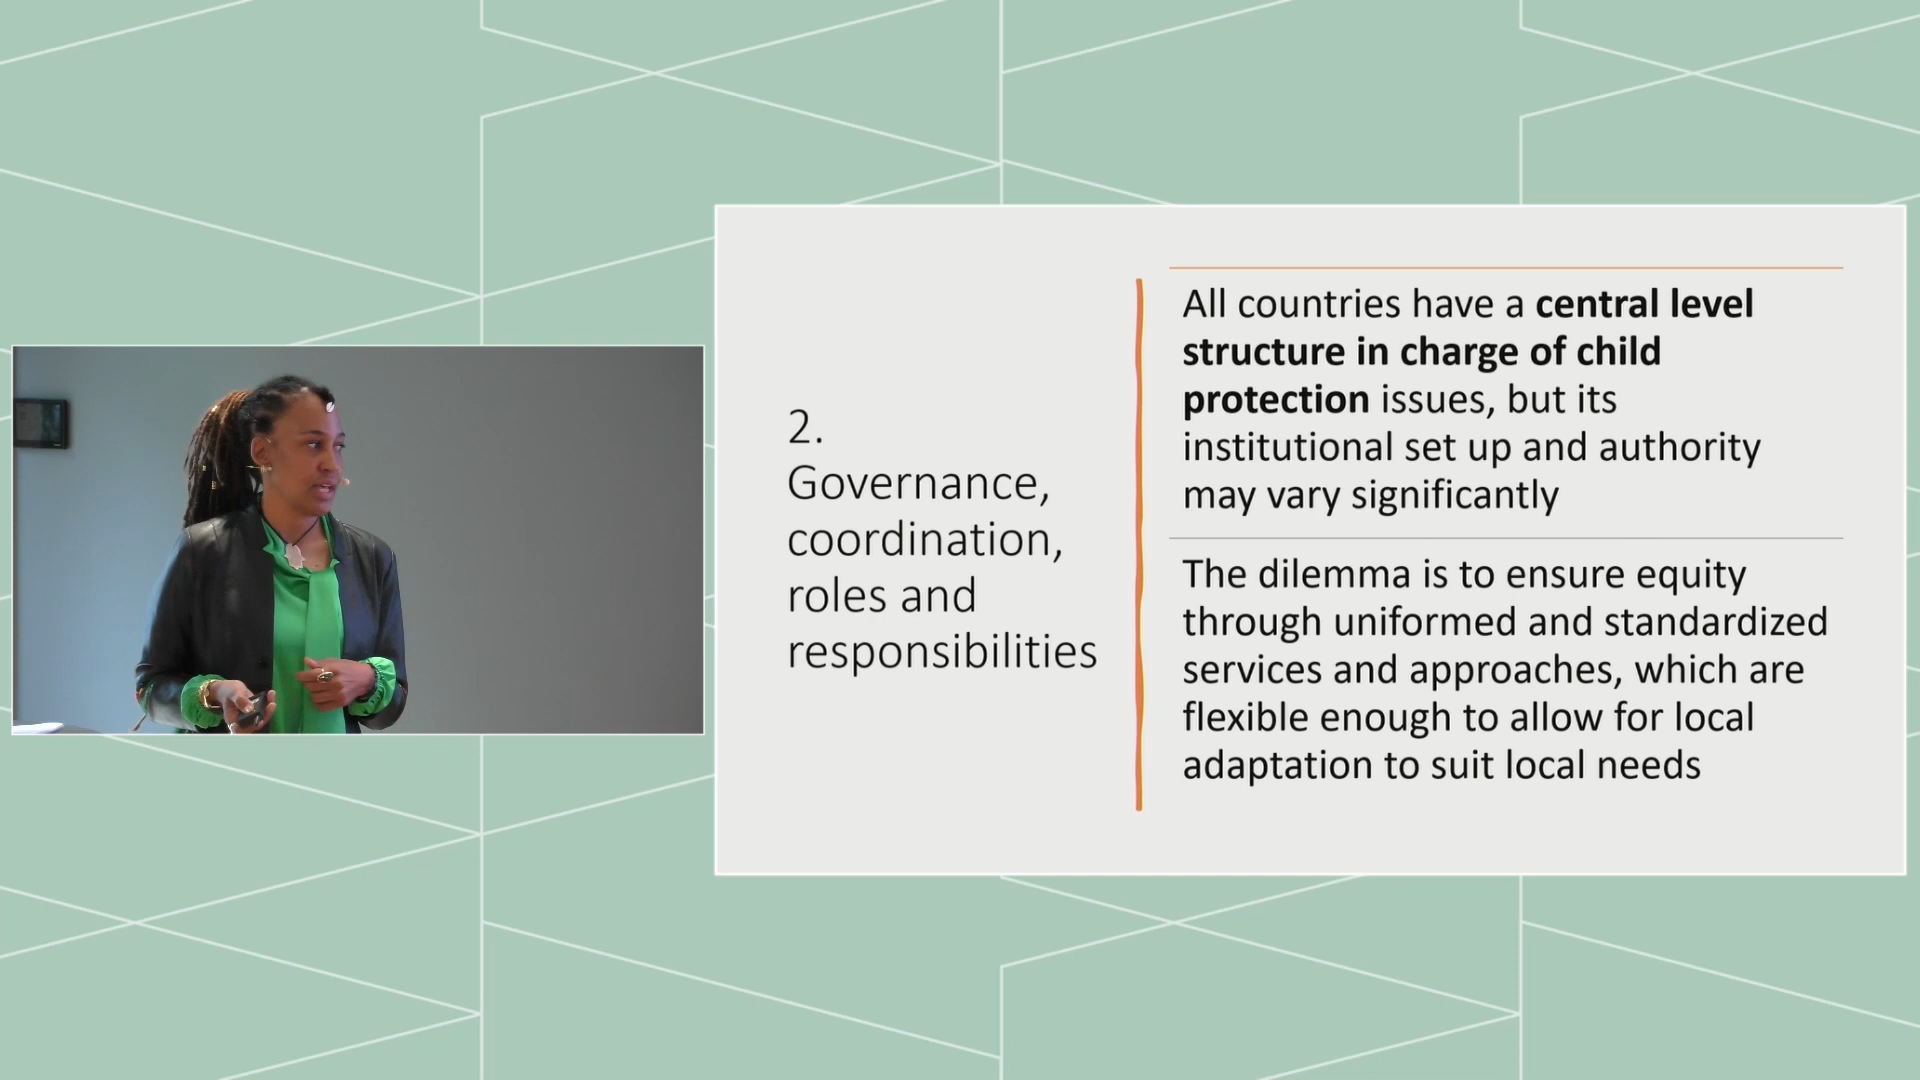 2.
Governance,
coordination,
roles and
responsibilities
All countries have a central level
structure in charge of child
protection issues, but its
institutional set up and authority
may vary significantly
The dilemma is to ensure equity
through uniformed and standardized
services and approaches, which are
flexible enough to allow for local
adaptation to suit local needs